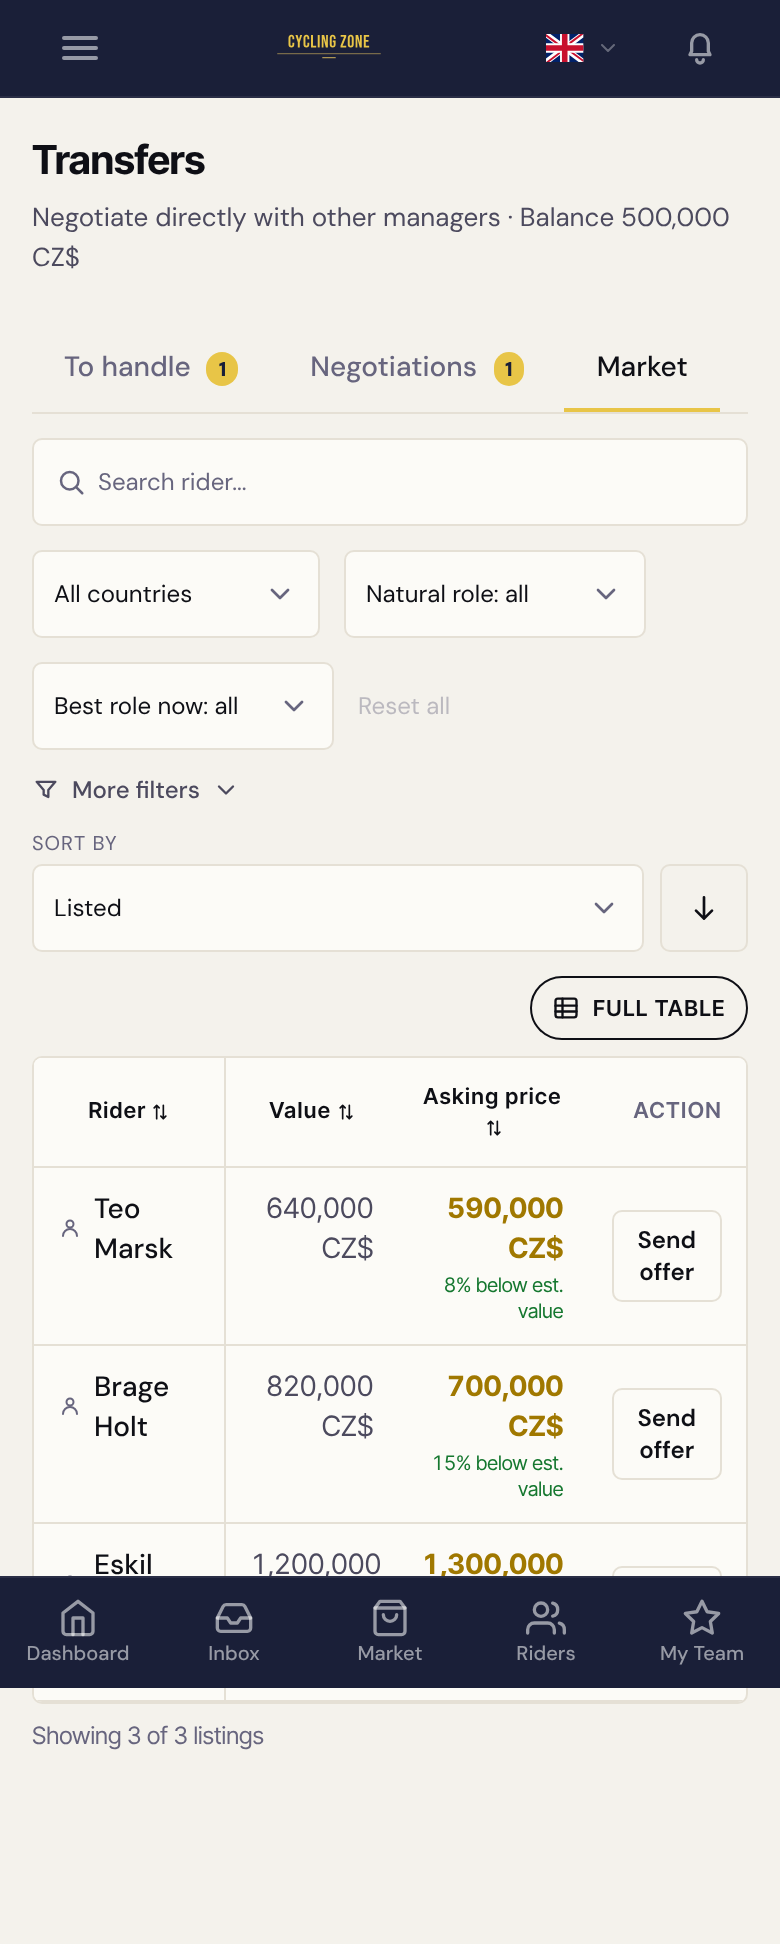 CYCLING ZONE
Transfers
Negotiate directly with other managers · Balance 500,000
CZ$
To handle 1 Negotiations 1 Market
Search rider...
All countries Natural role: all
Best role now: all Reset all
More filters
SORT BY
Listed
FULL TABLE
Rider Value Asking price ACTION
Teo Marsk 640,000 CZ$ 590,000 CZ$ Send offer
8% below est. value
Brage Holt 820,000 CZ$ 700,000 CZ$ Send offer
15% below est. value
Eskil 1,200,000 1,300,000
Dashboard Inbox Market Riders My Team
Showing 3 of 3 listings